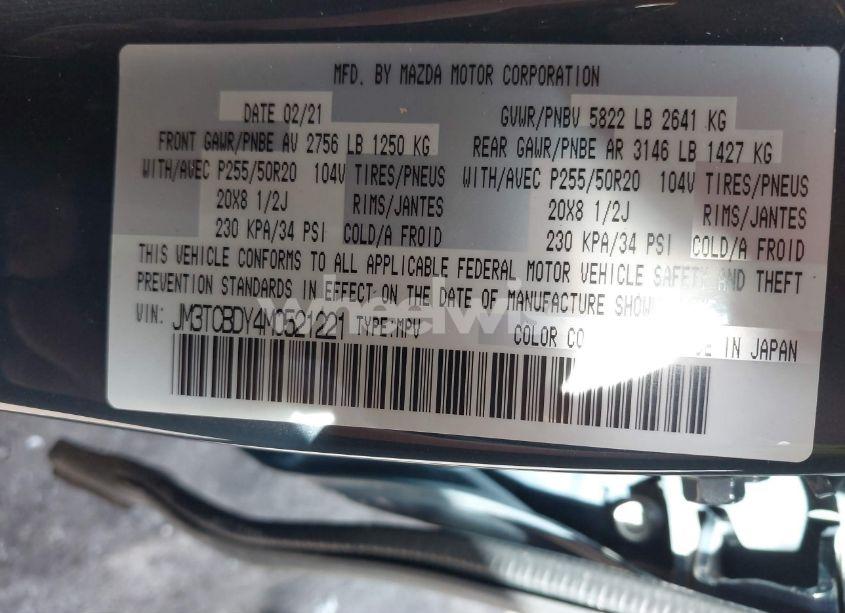 MFD. BY MAZDA MOTOR CORPORATION
DATE 02/21 GVWR/PNBV 5822 LB 2641 KG
FRONT GAWR/PNBE AV 2756 LB 1250 KG REAR GAWR/PNBE AR 3146 LB 1427 KG
WITH/AVEC P255/50R20 104V TIRES/PNEUS WITH/AVEC P255/50R20 104V TIRES/PNEUS
20X8 1/2J RIMS/JANTES 20X8 1/2J RIMS/JANTES
230 KPA/34 PSI COLD/A FROID 230 KPA/34 PSI COLD/A FROID
THIS VEHICLE CONFORMS TO ALL APPLICABLE FEDERAL MOTOR VEHICLE SAFETY AND THEFT
PREVENTION STANDARDS IN EFFECT ON THE DATE OF MANUFACTURE
VIN: JM3TCBDY4M0521221 TYPE:MPV COLOR IN JAPAN